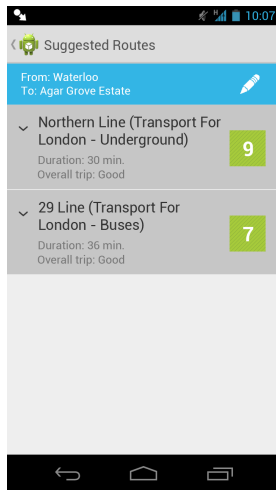 H 10:07
Suggested Routes
From: Waterloo
To: Agar Grove Estate
Northern Line (Transport For
London - Underground)
9
Duration: 30 min.
Overall trip: Good
29 Line (Transport For
London - Buses)
7
Duration: 36 min.
Overall trip: Good